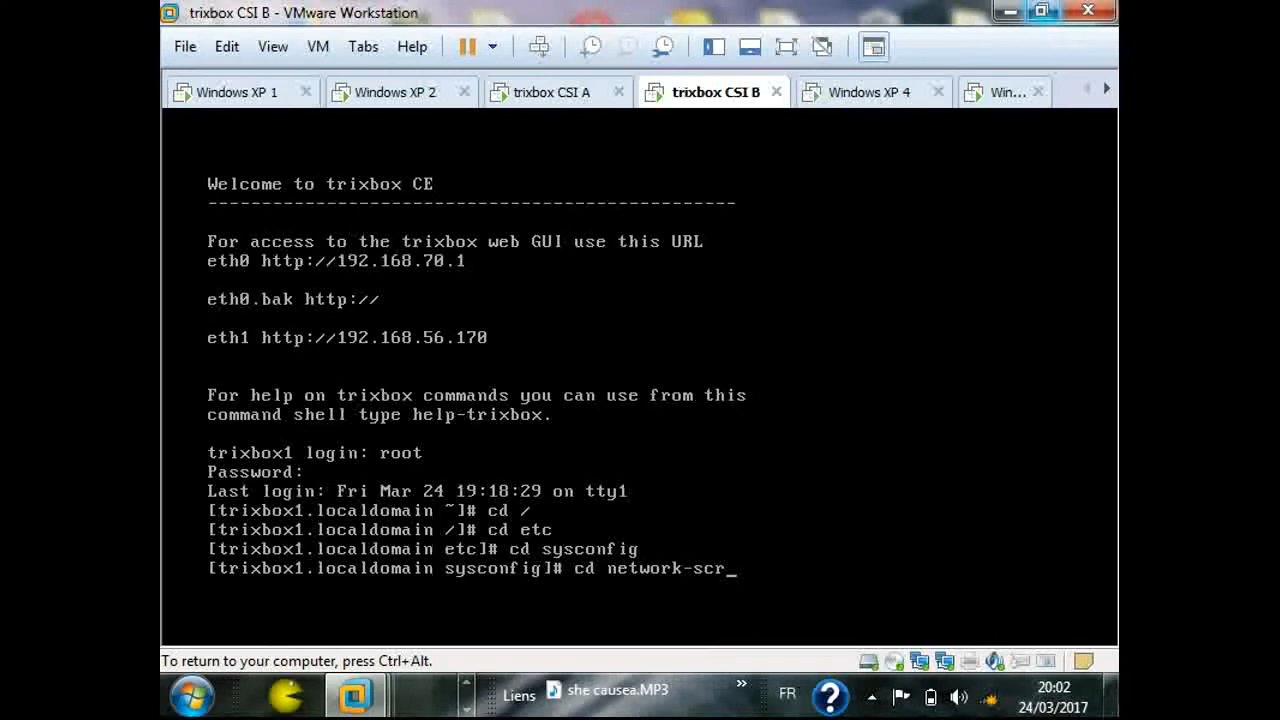 trixbox CSI B - VMware Workstation
File Edit View VM Tabs Help
Windows XP 1 Windows XP 2 trixbox CSI A trixbox CSI B Windows XP 4 Win...
Welcome to trixbox CE
-------------------------------------------------
For access to the trixbox web GUI use this URL
eth0 http://192.168.70.1
eth0.bak http://
eth1 http://192.168.56.170
For help on trixbox commands you can use from this
command shell type help-trixbox.
trixbox1 login: root
Password:
Last login: Fri Mar 24 19:18:29 on tty1
[trixbox1.localdomain ~]# cd /
[trixbox1.localdomain /]# cd etc
[trixbox1.localdomain etc]# cd sysconfig
[trixbox1.localdomain sysconfig]# cd network-scr_
To return to your computer, press Ctrl+Alt.
Liens she causea.MP3 » FR 20:02
24/03/2017